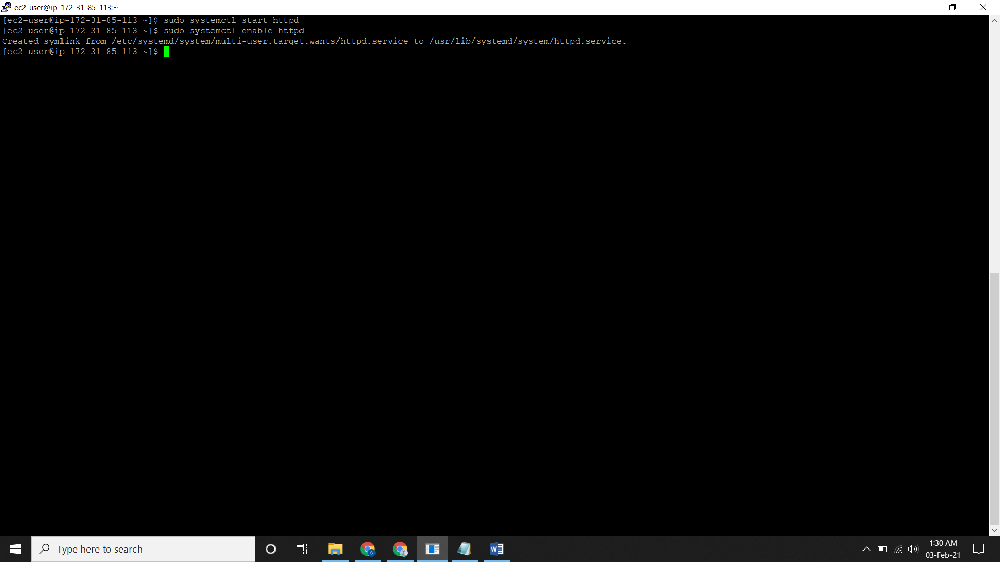 ec2-user@ip-172-31-85-113:~
[ec2-user@ip-172-31-85-113 ~]$ sudo systemctl start httpd
[ec2-user@ip-172-31-85-113 ~]$ sudo systemctl enable httpd
Created symlink from /etc/systemd/system/multi-user.target.wants/httpd.service to /usr/lib/systemd/system/httpd.service.
[ec2-user@ip-172-31-85-113 ~]$
Type here to search
S
W
1:30 AM
03-Feb-21